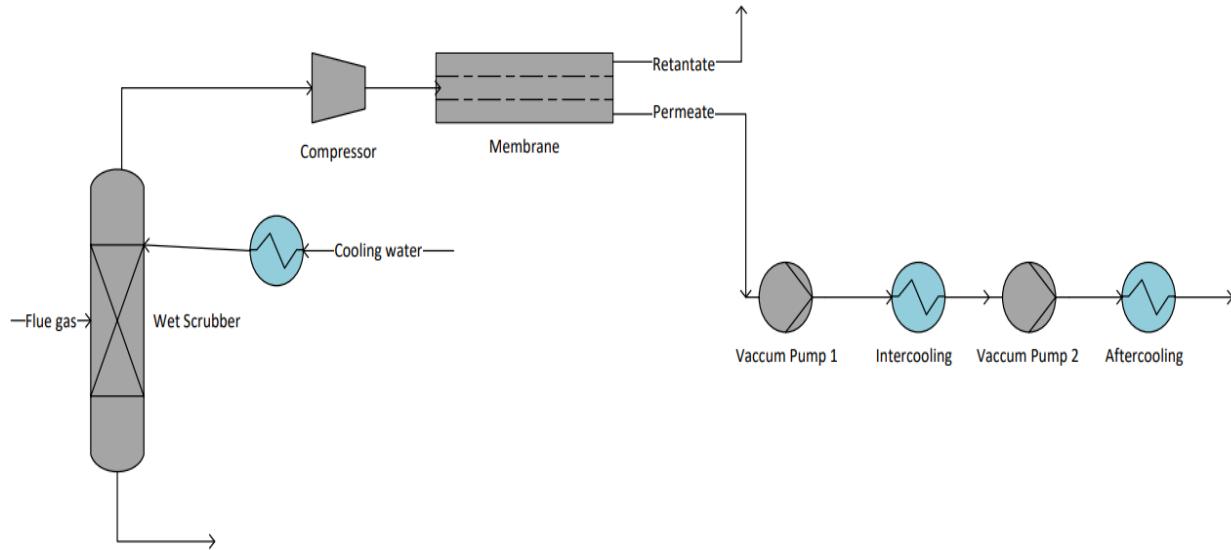 Retantate
Permeate
Compressor
Membrane
Cooling water
Flue gas
Wet Scrubber
Vaccum Pump 1
Intercooling
Vaccum Pump 2
Aftercooling